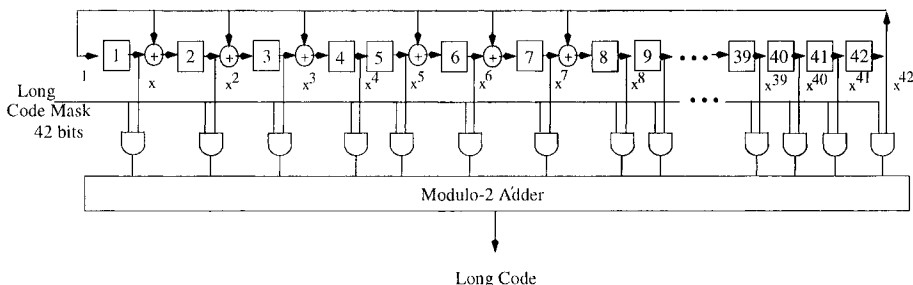 1 + 2 + 3 + 4 5 + 6 + 7 + 8 9 • • • 39 40 41 42
1 x x² x³ x⁴ x⁵ x⁶ x⁷ x⁸ x³⁹ x⁴⁰ x⁴¹ x⁴²
Long
Code Mask
42 bits
• • •
Modulo-2 Adder
Long Code